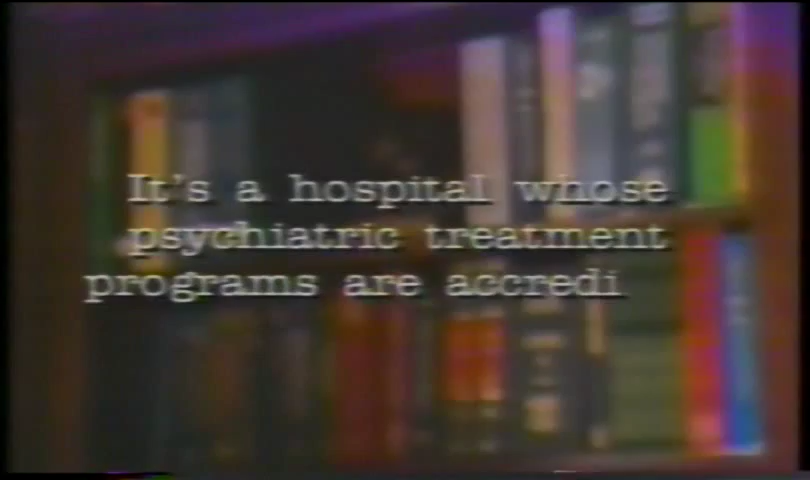 It's a hospital whose
psychiatric treatment
programs are accredi